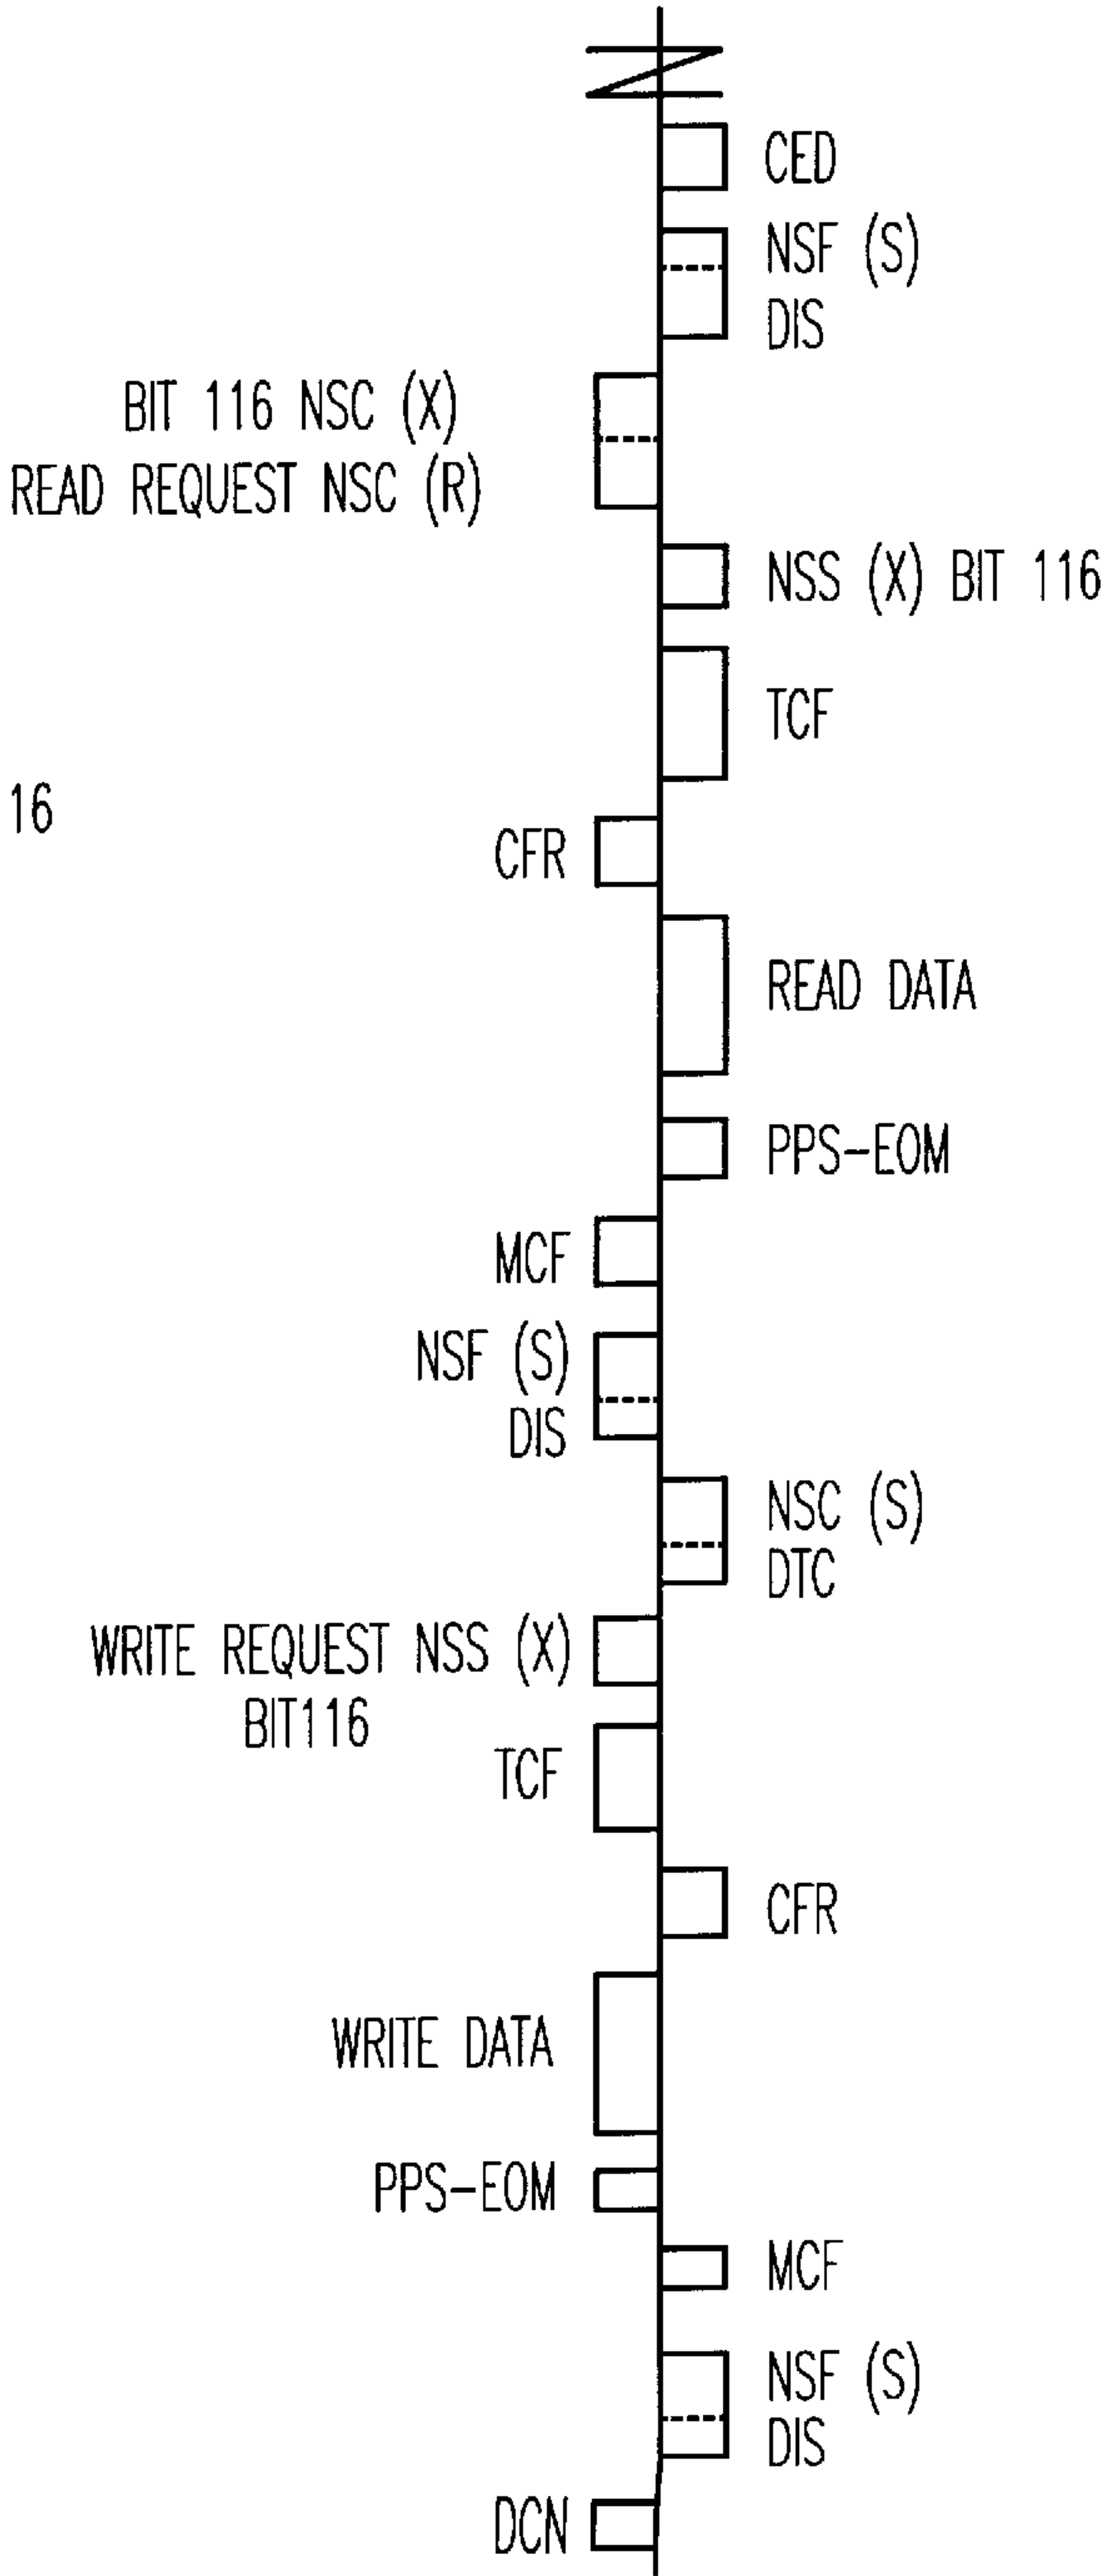 CED
NSF (S)
DIS
BIT 116 NSC (X)
READ REQUEST NSC (R)
NSS (X) BIT 116
TCF
16
CFR
READ DATA
PPS-EOM
MCF
NSF (S)
DIS
NSC (S)
DTC
WRITE REQUEST NSS (X)
BIT116
TCF
CFR
WRITE DATA
PPS-EOM
MCF
NSF (S)
DIS
DCN